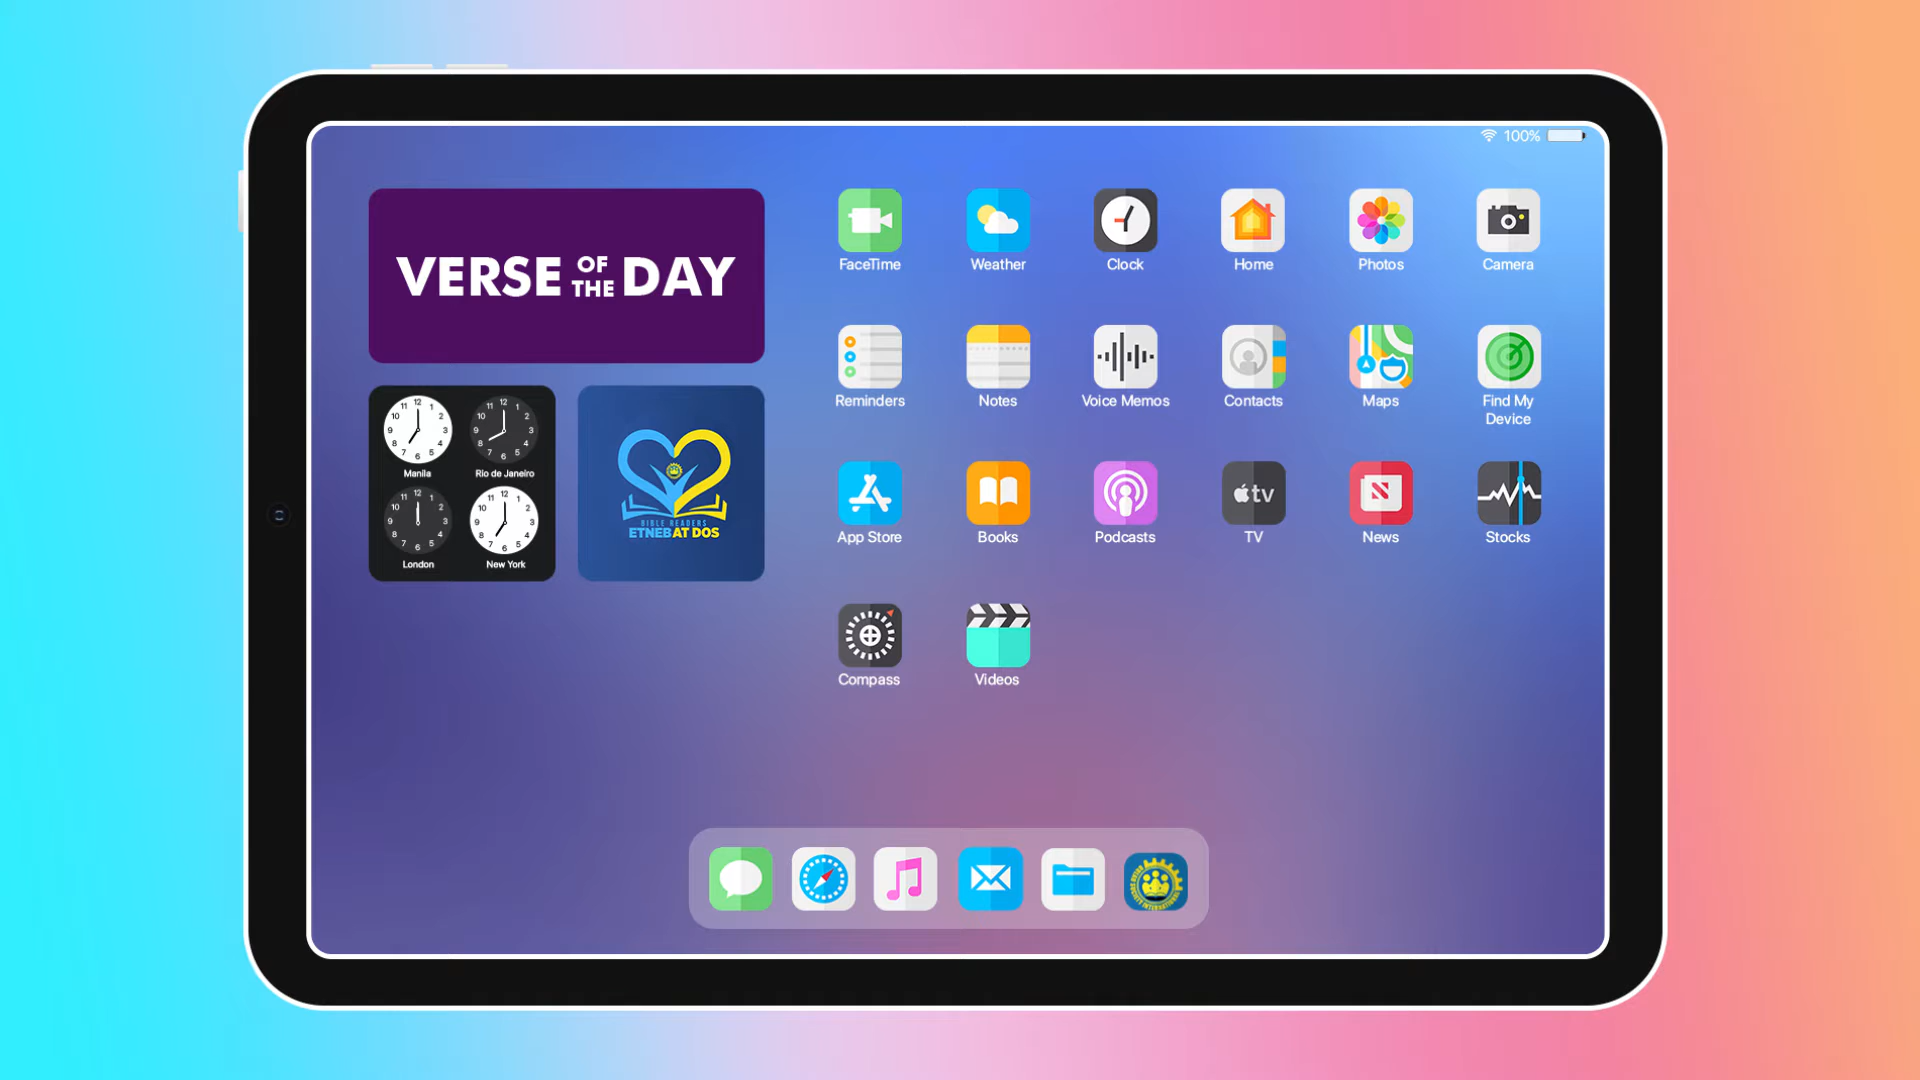 100%
VERSE OF THE DAY
FaceTime
Weather
Clock
Home
Photos
Camera
Reminders
Notes
Voice Memos
Contacts
Maps
Find My
Device
Manila
Rio de Janeiro
London
New York
BIBLE READERS
ETNEB AT DOS
App Store
Books
Podcasts
tv
TV
News
Stocks
Compass
Videos